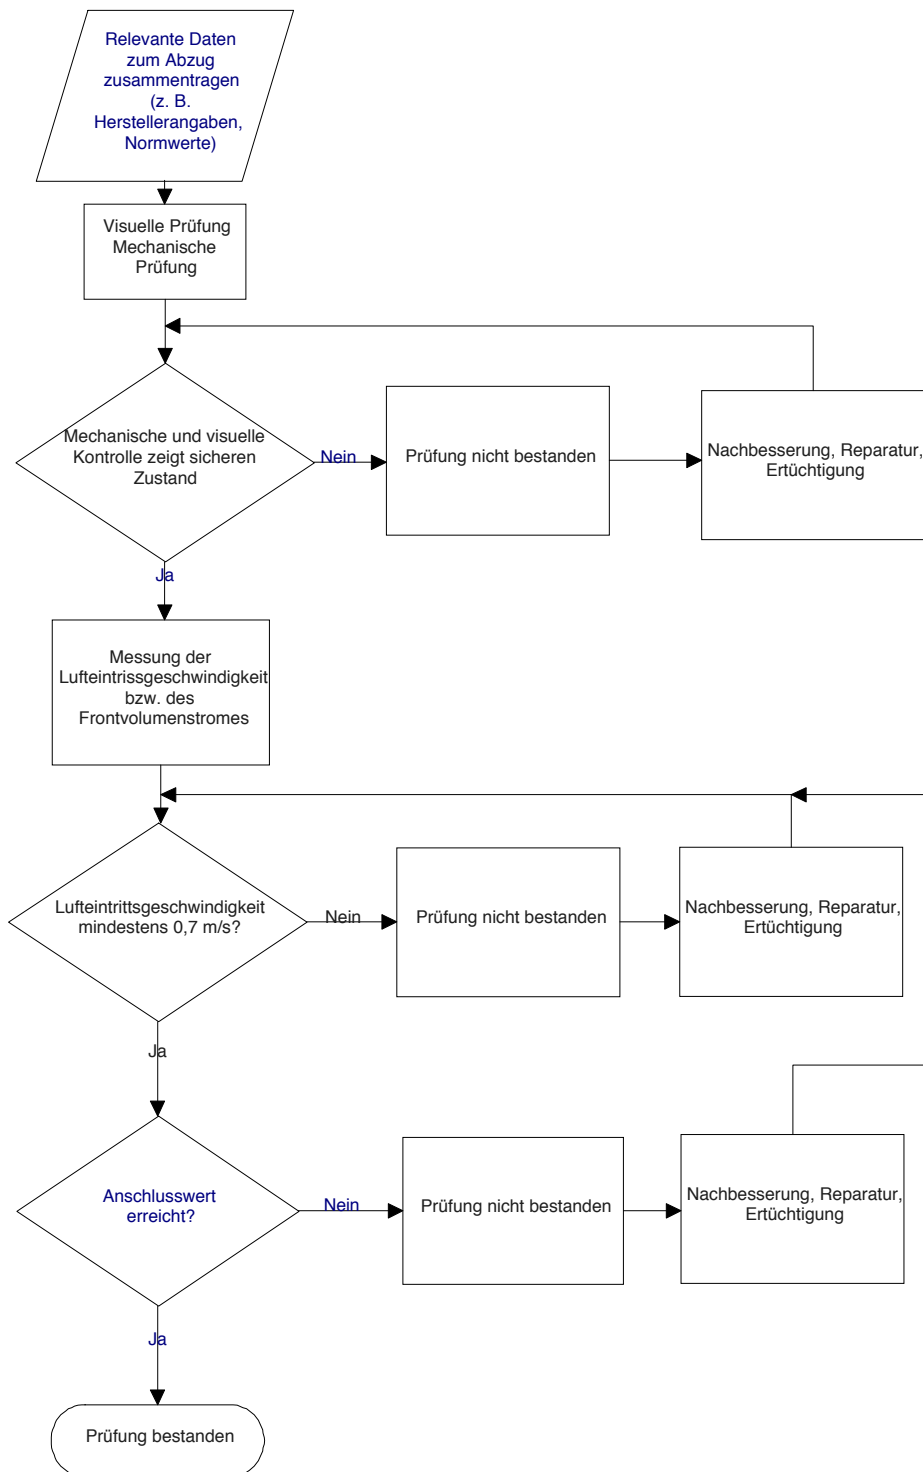 Relevante Daten
zum Abzug
zusammentragen
(z. B.
Herstellerangaben,
Normwerte)
Visuelle Prüfung
Mechanische
Prüfung
Mechanische und visuelle
Kontrolle zeigt sicheren
Zustand
Nein
Prüfung nicht bestanden
Nachbesserung, Reparatur,
Ertüchtigung
Ja
Messung der
Lufteintrissgeschwindigkeit
bzw. des
Frontvolumenstromes
Lufteintrittsgeschwindigkeit
mindestens 0,7 m/s?
Nein
Prüfung nicht bestanden
Nachbesserung, Reparatur,
Ertüchtigung
Ja
Anschlusswert
erreicht?
Nein
Prüfung nicht bestanden
Nachbesserung, Reparatur,
Ertüchtigung
Ja
Prüfung bestanden